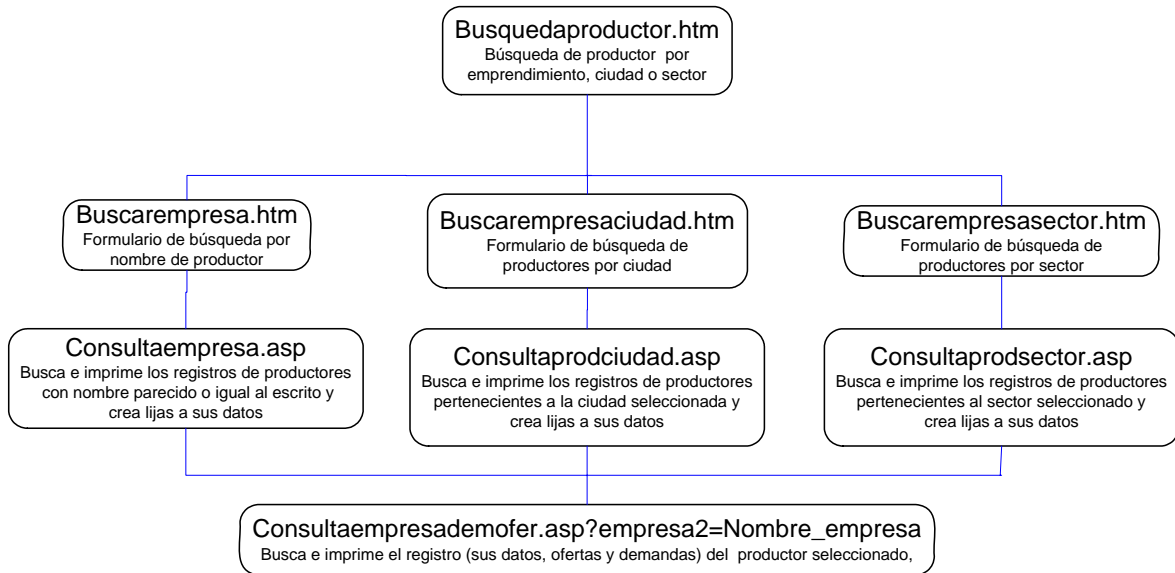 Busquedaproductor.htm
Búsqueda de productor por
emprendimiento, ciudad o sector
Buscarempresa.htm
Formulario de búsqueda por
nombre de productor
Buscarempresaciudad.htm
Formulario de búsqueda de
productores por ciudad
Buscarempresasector.htm
Formulario de búsqueda de
productores por sector
Consultaempresa.asp
Busca e imprime los registros de productores
con nombre parecido o igual al escrito y
crea lijas a sus datos
Consultaprodciudad.asp
Busca e imprime los registros de productores
pertenecientes a la ciudad seleccionada y
crea lijas a sus datos
Consultaprodsector.asp
Busca e imprime los registros de productores
pertenecientes al sector seleccionado y
crea lijas a sus datos
Consultaempresademofer.asp?empresa2=Nombre_empresa
Busca e imprime el registro (sus datos, ofertas y demandas) del productor seleccionado,